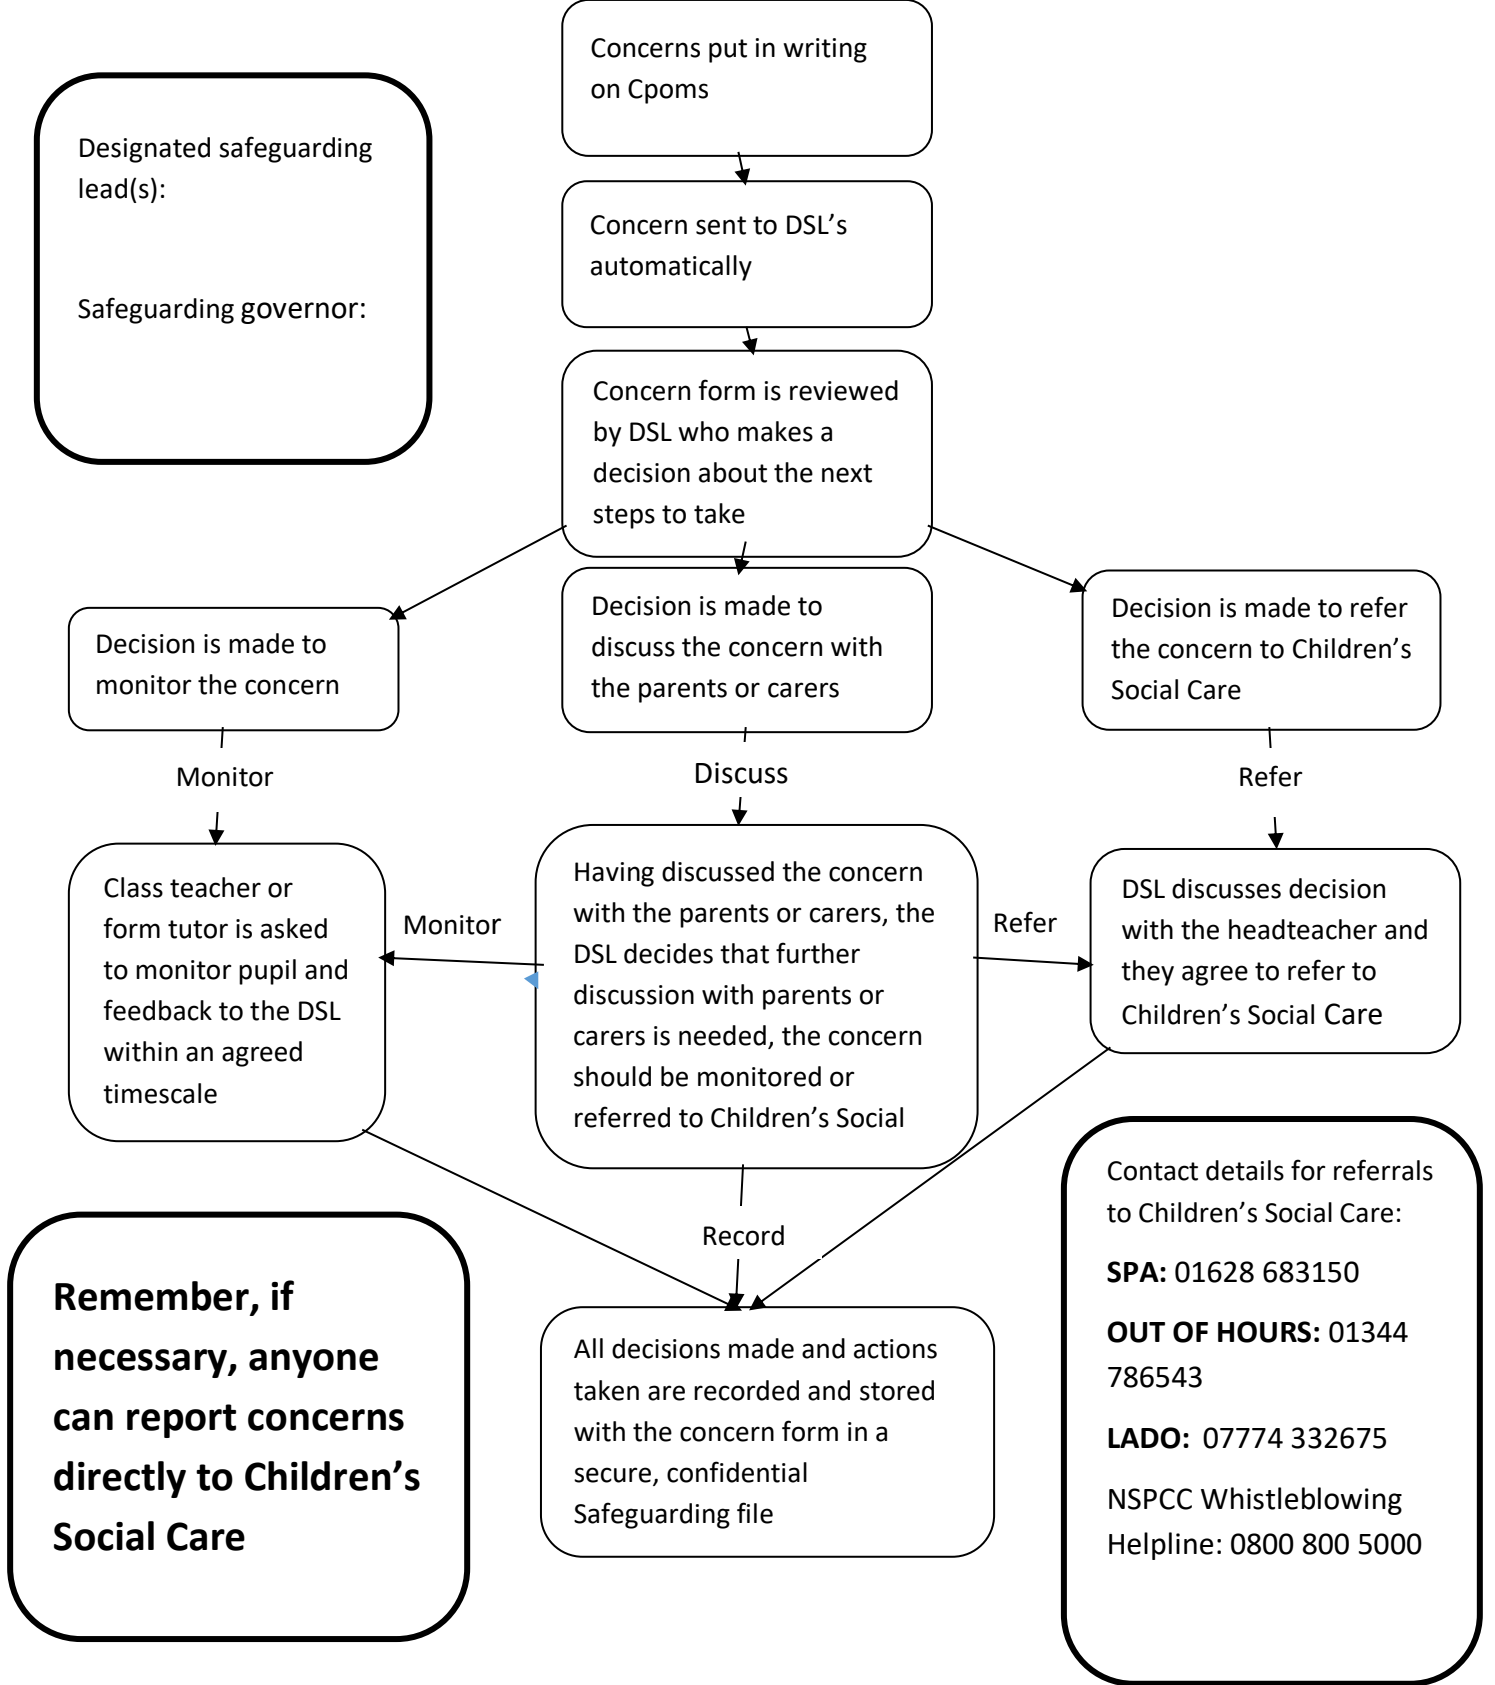 Concerns put in writing
on Cpoms
Designated safeguarding
lead(s):
Safeguarding governor:
Concern sent to DSL’s
automatically
Concern form is reviewed
by DSL who makes a
decision about the next
steps to take
Decision is made to
monitor the concern
Decision is made to
discuss the concern with
the parents or carers
Decision is made to refer
the concern to Children’s
Social Care
Monitor
Discuss
Refer
Class teacher or
form tutor is asked
to monitor pupil and
feedback to the DSL
within an agreed
timescale
Monitor
Having discussed the concern
with the parents or carers, the
DSL decides that further
discussion with parents or
carers is needed, the concern
should be monitored or
referred to Children’s Social
Refer
DSL discusses decision
with the headteacher and
they agree to refer to
Children’s Social Care
Record
Remember, if
necessary, anyone
can report concerns
directly to Children’s
Social Care
All decisions made and actions
taken are recorded and stored
with the concern form in a
secure, confidential
Safeguarding file
Contact details for referrals
to Children’s Social Care:
SPA: 01628 683150
OUT OF HOURS: 01344
786543
LADO: 07774 332675
NSPCC Whistleblowing
Helpline: 0800 800 5000